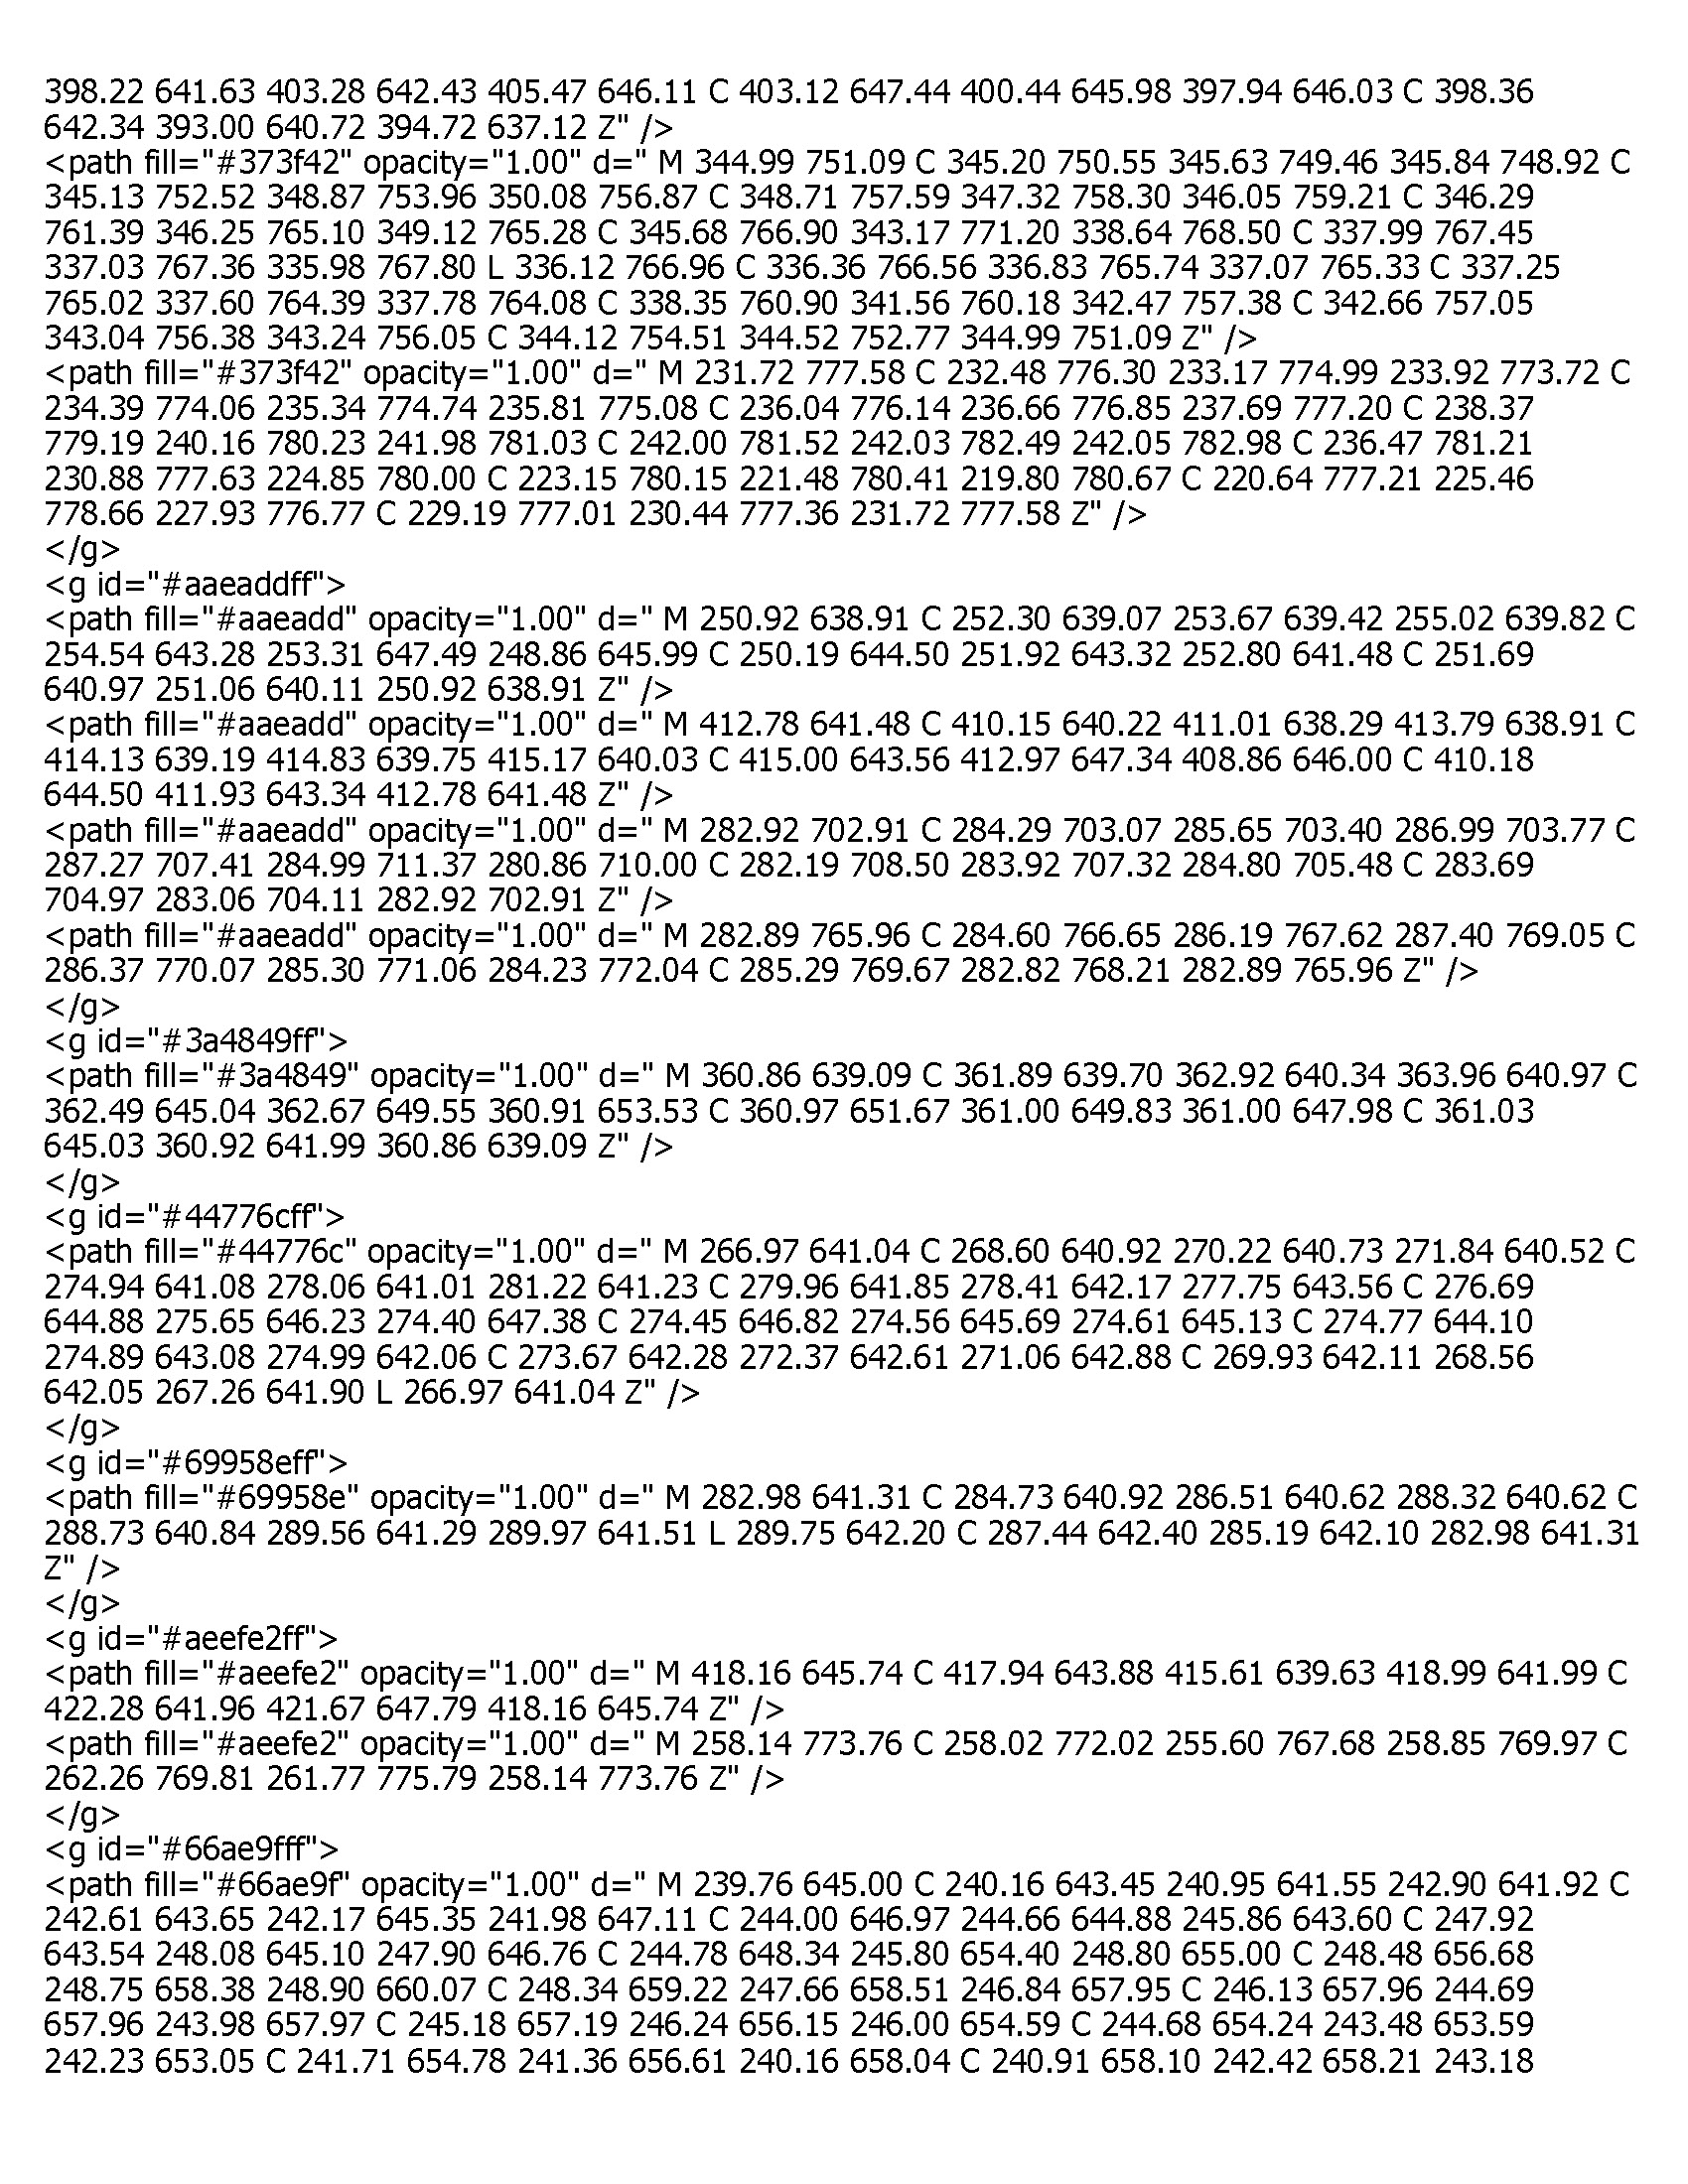 398.22 641.63 403.28 642.43 405.47 646.11 C 403.12 647.44 400.44 645.98 397.94 646.03 C 398.36
642.34 393.00 640.72 394.72 637.12 Z" />
<path fill="#373f42" opacity="1.00" d=" M 344.99 751.09 C 345.20 750.55 345.63 749.46 345.84 748.92 C
345.13 752.52 348.87 753.96 350.08 756.87 C 348.71 757.59 347.32 758.30 346.05 759.21 C 346.29
761.39 346.25 765.10 349.12 765.28 C 345.68 766.90 343.17 771.20 338.64 768.50 C 337.99 767.45
337.03 767.36 335.98 767.80 L 336.12 766.96 C 336.36 766.56 336.83 765.74 337.07 765.33 C 337.25
765.02 337.60 764.39 337.78 764.08 C 338.35 760.90 341.56 760.18 342.47 757.38 C 342.66 757.05
343.04 756.38 343.24 756.05 C 344.12 754.51 344.52 752.77 344.99 751.09 Z" />
<path fill="#373f42" opacity="1.00" d=" M 231.72 777.58 C 232.48 776.30 233.17 774.99 233.92 773.72 C
234.39 774.06 235.34 774.74 235.81 775.08 C 236.04 776.14 236.66 776.85 237.69 777.20 C 238.37
779.19 240.16 780.23 241.98 781.03 C 242.00 781.52 242.03 782.49 242.05 782.98 C 236.47 781.21
230.88 777.63 224.85 780.00 C 223.15 780.15 221.48 780.41 219.80 780.67 C 220.64 777.21 225.46
778.66 227.93 776.77 C 229.19 777.01 230.44 777.36 231.72 777.58 Z" />
</g>
<g id="#aaeaddff">
<path fill="#aaeadd" opacity="1.00" d=" M 250.92 638.91 C 252.30 639.07 253.67 639.42 255.02 639.82 C
254.54 643.28 253.31 647.49 248.86 645.99 C 250.19 644.50 251.92 643.32 252.80 641.48 C 251.69
640.97 251.06 640.11 250.92 638.91 Z" />
<path fill="#aaeadd" opacity="1.00" d=" M 412.78 641.48 C 410.15 640.22 411.01 638.29 413.79 638.91 C
414.13 639.19 414.83 639.75 415.17 640.03 C 415.00 643.56 412.97 647.34 408.86 646.00 C 410.18
644.50 411.93 643.34 412.78 641.48 Z" />
<path fill="#aaeadd" opacity="1.00" d=" M 282.92 702.91 C 284.29 703.07 285.65 703.40 286.99 703.77 C
287.27 707.41 284.99 711.37 280.86 710.00 C 282.19 708.50 283.92 707.32 284.80 705.48 C 283.69
704.97 283.06 704.11 282.92 702.91 Z" />
<path fill="#aaeadd" opacity="1.00" d=" M 282.89 765.96 C 284.60 766.65 286.19 767.62 287.40 769.05 C
286.37 770.07 285.30 771.06 284.23 772.04 C 285.29 769.67 282.82 768.21 282.89 765.96 Z" />
</g>
<g id="#3a4849ff">
<path fill="#3a4849" opacity="1.00" d=" M 360.86 639.09 C 361.89 639.70 362.92 640.34 363.96 640.97 C
362.49 645.04 362.67 649.55 360.91 653.53 C 360.97 651.67 361.00 649.83 361.00 647.98 C 361.03
645.03 360.92 641.99 360.86 639.09 Z" />
</g>
<g id="#44776cff">
<path fill="#44776c" opacity="1.00" d=" M 266.97 641.04 C 268.60 640.92 270.22 640.73 271.84 640.52 C
274.94 641.08 278.06 641.01 281.22 641.23 C 279.96 641.85 278.41 642.17 277.75 643.56 C 276.69
644.88 275.65 646.23 274.40 647.38 C 274.45 646.82 274.56 645.69 274.61 645.13 C 274.77 644.10
274.89 643.08 274.99 642.06 C 273.67 642.28 272.37 642.61 271.06 642.88 C 269.93 642.11 268.56
642.05 267.26 641.90 L 266.97 641.04 Z" />
</g>
<g id="#69958eff">
<path fill="#69958e" opacity="1.00" d=" M 282.98 641.31 C 284.73 640.92 286.51 640.62 288.32 640.62 C
288.73 640.84 289.56 641.29 289.97 641.51 L 289.75 642.20 C 287.44 642.40 285.19 642.10 282.98 641.31
Z" />
</g>
<g id="#aeefe2ff">
<path fill="#aeefe2" opacity="1.00" d=" M 418.16 645.74 C 417.94 643.88 415.61 639.63 418.99 641.99 C
422.28 641.96 421.67 647.79 418.16 645.74 Z" />
<path fill="#aeefe2" opacity="1.00" d=" M 258.14 773.76 C 258.02 772.02 255.60 767.68 258.85 769.97 C
262.26 769.81 261.77 775.79 258.14 773.76 Z" />
</g>
<g id="#66ae9fff">
<path fill="#66ae9f" opacity="1.00" d=" M 239.76 645.00 C 240.16 643.45 240.95 641.55 242.90 641.92 C
242.61 643.65 242.17 645.35 241.98 647.11 C 244.00 646.97 244.66 644.88 245.86 643.60 C 247.92
643.54 248.08 645.10 247.90 646.76 C 244.78 648.34 245.80 654.40 248.80 655.00 C 248.48 656.68
248.75 658.38 248.90 660.07 C 248.34 659.22 247.66 658.51 246.84 657.95 C 246.13 657.96 244.69
657.96 243.98 657.97 C 245.18 657.19 246.24 656.15 246.00 654.59 C 244.68 654.24 243.48 653.59
242.23 653.05 C 241.71 654.78 241.36 656.61 240.16 658.04 C 240.91 658.10 242.42 658.21 243.18